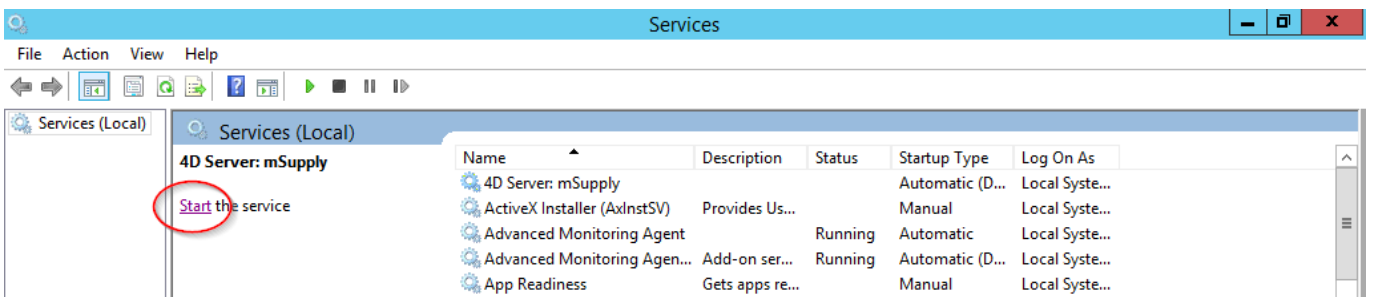 Services
File Action View Help
Services (Local)
Services (Local)
4D Server: mSupply
Start the service
Name Description Status Startup Type Log On As
4D Server: mSupply Automatic (D... Local Syste...
ActiveX Installer (AxInstSV) Provides Us... Manual Local Syste...
Advanced Monitoring Agent Running Automatic Local Syste...
Advanced Monitoring Agen... Add-on ser... Running Automatic (D... Local Syste...
App Readiness Gets apps re... Manual Local Syste...